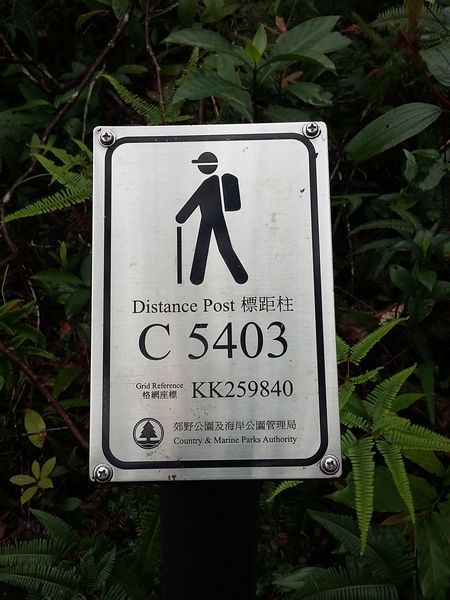 Distance Post 標距柱
C 5403
Grid Reference
格網座標 KK259840
郊野公園及海岸公園管理局
Country & Marine Parks Authority